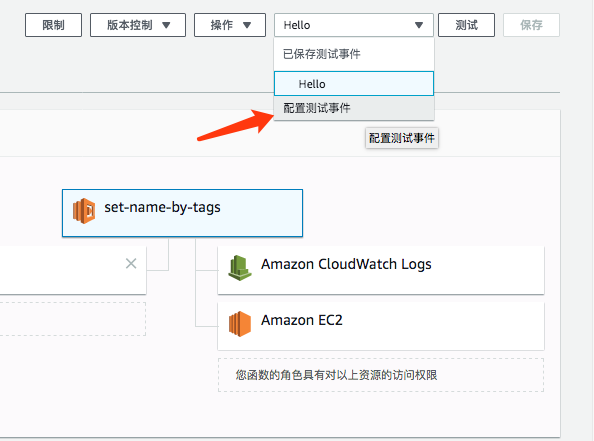 限制
版本控制
操作
Hello
测试
保存
已保存测试事件
Hello
配置测试事件
配置测试事件
set-name-by-tags
Amazon CloudWatch Logs
Amazon EC2
您函数的角色具有对以上资源的访问权限